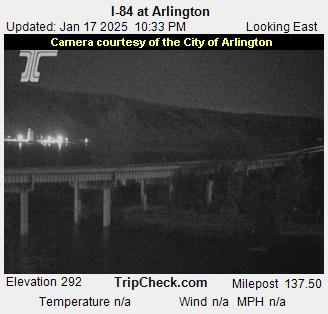 I-84 at Arlington
Updated: Jan 17 2025 10:33 PM Looking East
Camera courtesy of the City of Arlington
Elevation 292 TripCheck.com Milepost 137.50
Temperature n/a Wind n/a MPH n/a